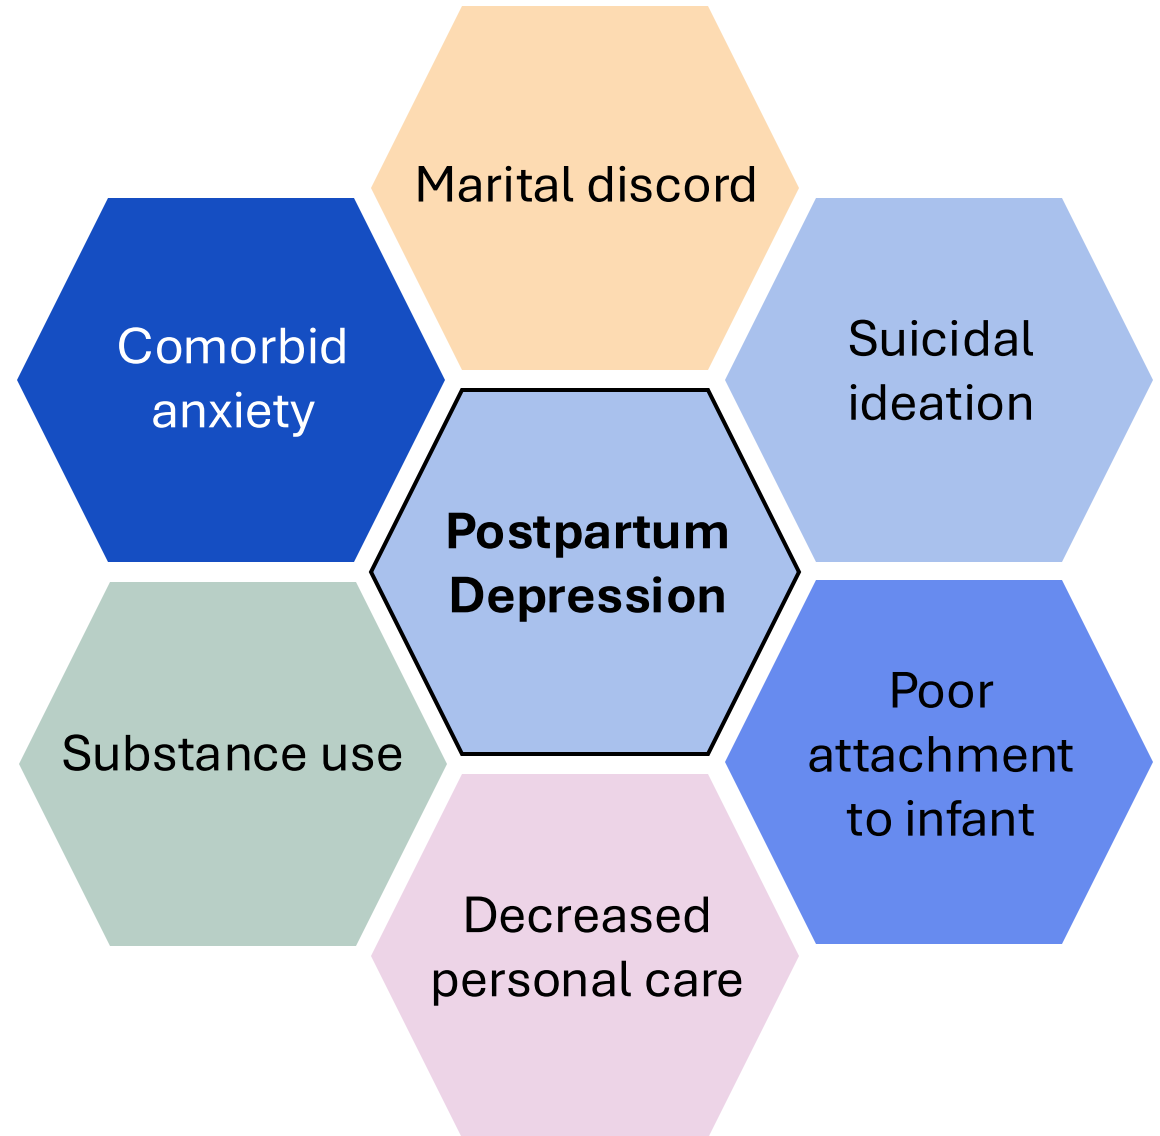 Marital discord
Comorbid
anxiety
Suicidal
ideation
Postpartum
Depression
Substance use
Poor
attachment
to infant
Decreased
personal care